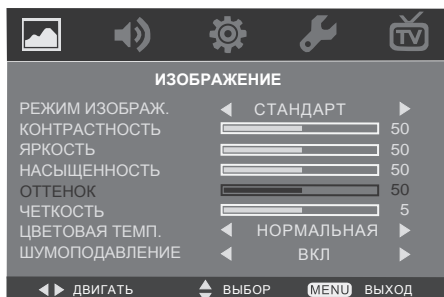 TV
ИЗОБРАЖЕНИЕ
РЕЖИМ ИЗОБРАЖ. СТАНДАРТ
КОНТРАСТНОСТЬ 50
ЯРКОСТЬ 50
НАСЫЩЕННОСТЬ 50
ОТТЕНОК 50
ЧЕТКОСТЬ 5
ЦВЕТОВАЯ ТЕМП. НОРМАЛЬНАЯ
ШУМОПОДАВЛЕНИЕ ВКЛ
ДВИГАТЬ ВЫБОР MENU ВЫХОД